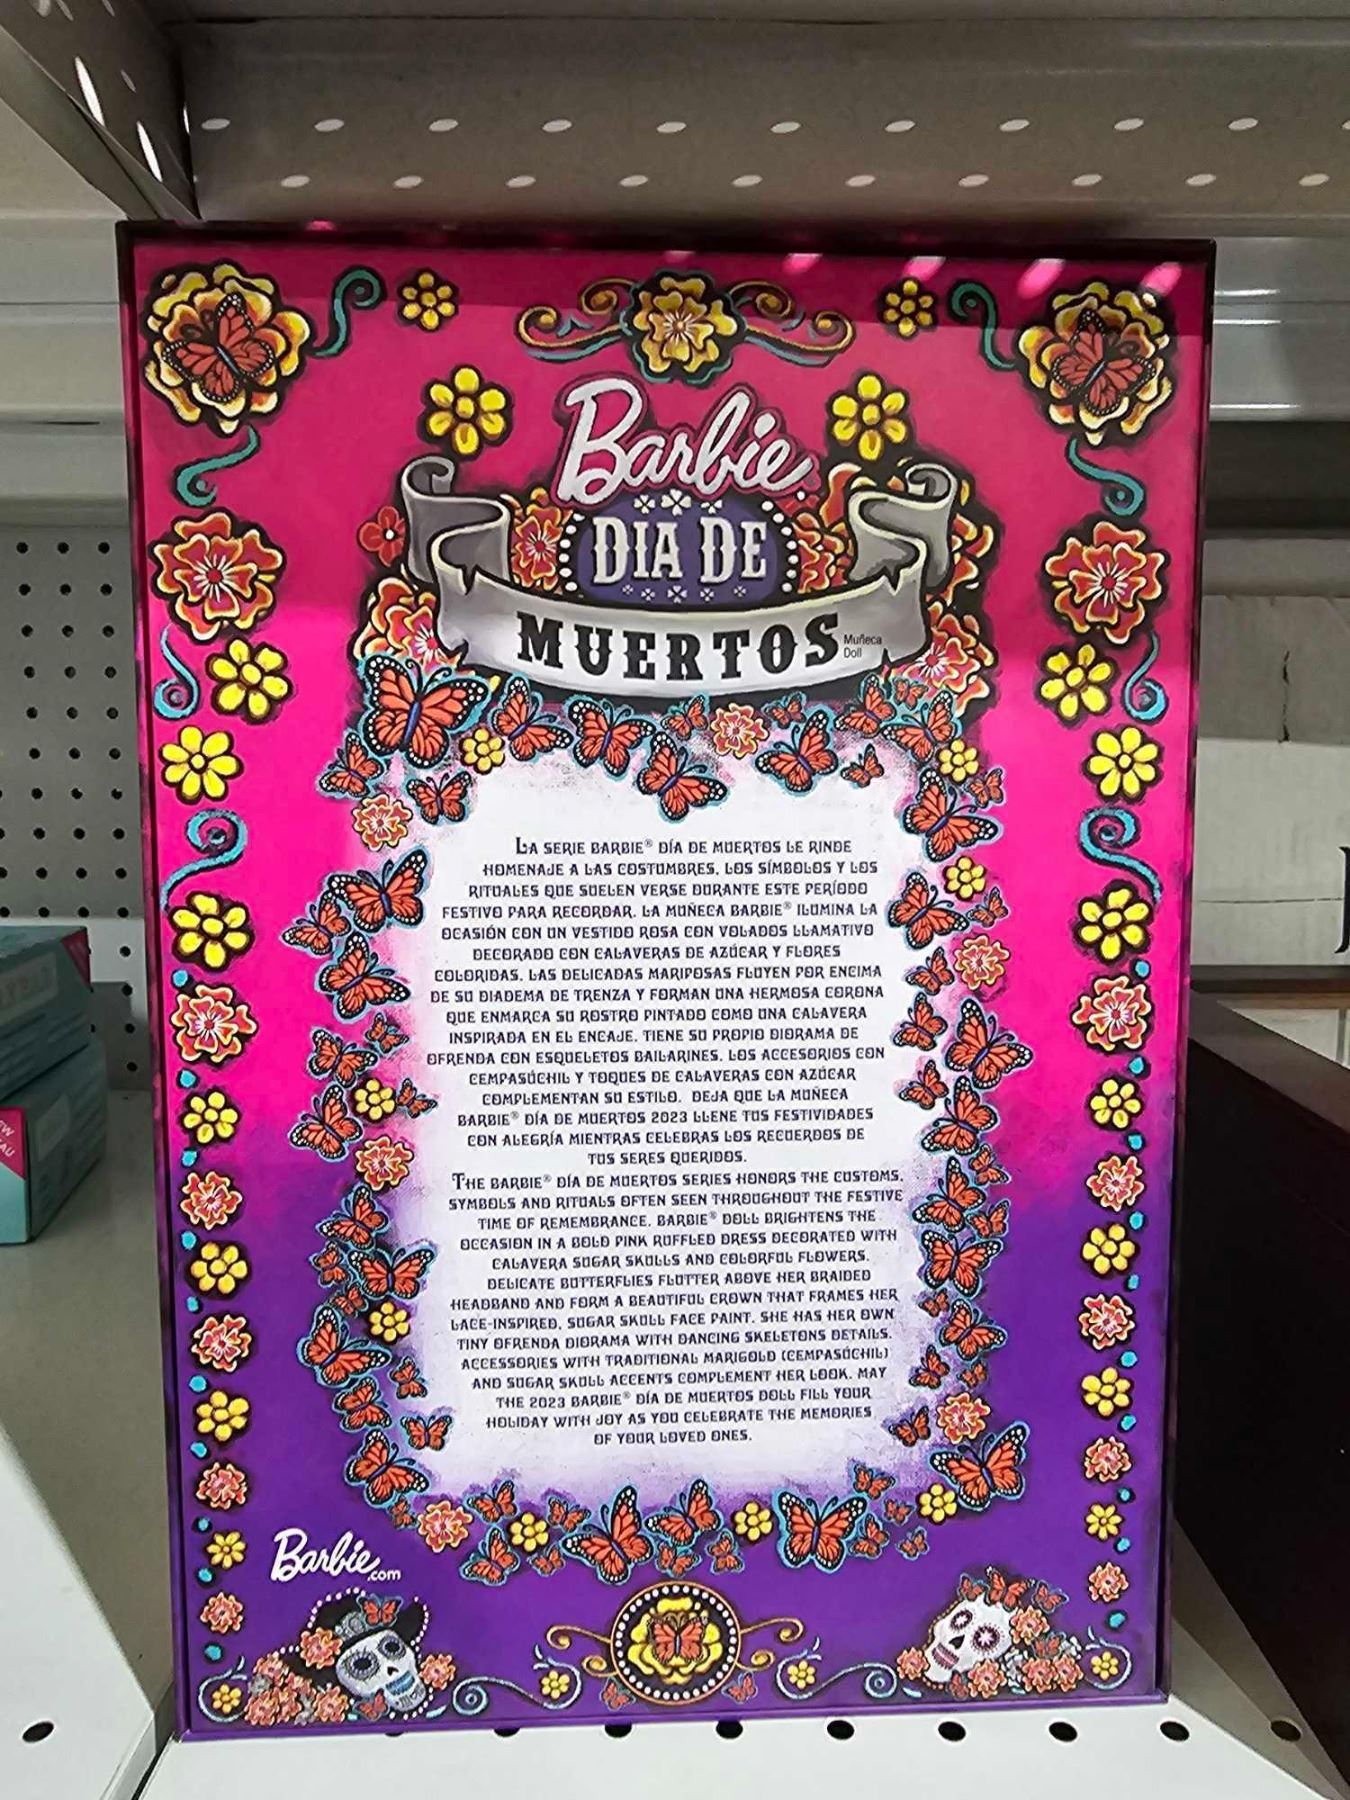 Barbie
DIA DE
MUERTOS
Muñeca
Doll
LA SERIE BARBIE® DÍA DE MUERTOS LE RINDE
HOMENAJE A LAS COSTUMBRES, LOS SÍMBOLOS Y LOS
RITUALES QUE SUELEN VERSE DURANTE ESTE PERÍODO
FESTIVO PARA RECORDAR. LA MUÑECA BARBIE® ILUMINA LA
OCASIÓN CON UN VESTIDO ROSA CON VOLADOS LLAMATIVO
DECORADO CON CALAVERAS DE AZÚCAR Y FLORES
COLORIDAS. LAS DELICADAS MARIPOSAS FLUYEN POR ENCIMA
DE SU DIADEMA DE TRENZA Y FORMAN UNA HERMOSA CORONA
QUE ENMARCA SU ROSTRO PINTADO COMO UNA CALAVERA
INSPIRADA EN EL ENCAJE. TIENE SU PROPIO DIORAMA DE
OFRENDA CON ESQUELETOS BAILARINES. LOS ACCESORIOS CON
CEMPASÚCHIL Y TOQUES DE CALAVERAS CON AZÚCAR
COMPLEMENTAN SU ESTILO. DEJA QUE LA MUÑECA
BARBIE® DÍA DE MUERTOS 2023 LLENE TUS FESTIVIDADES
CON ALEGRÍA MIENTRAS CELEBRAS LOS RECUERDOS DE
TUS SERES QUERIDOS.
THE BARBIE® DÍA DE MUERTOS SERIES HONORS THE CUSTOMS,
SYMBOLS AND RITUALS OFTEN SEEN THROUGHOUT THE FESTIVE
TIME OF REMEMBRANCE. BARBIE® DOLL BRIGHTENS THE
OCCASION IN A BOLD PINK RUFFLED DRESS DECORATED WITH
CALAVERA SUGAR SKULLS AND COLORFUL FLOWERS.
DELICATE BUTTERFLIES FLUTTER ABOVE HER BRAIDED
HEADBAND AND FORM A BEAUTIFUL CROWN THAT FRAMES HER
LACE-INSPIRED, SUGAR SKULL FACE PAINT. SHE HAS HER OWN
TINY OFRENDA DIORAMA WITH DANCING SKELETONS DETAILS.
ACCESSORIES WITH TRADITIONAL MARIGOLD (CEMPASÚCHIL)
AND SUGAR SKULL ACCENTS COMPLEMENT HER LOOK. MAY
THE 2023 BARBIE® DÍA DE MUERTOS DOLL FILL YOUR
HOLIDAY WITH JOY AS YOU CELEBRATE THE MEMORIES
OF YOUR LOVED ONES.
Barbie.com